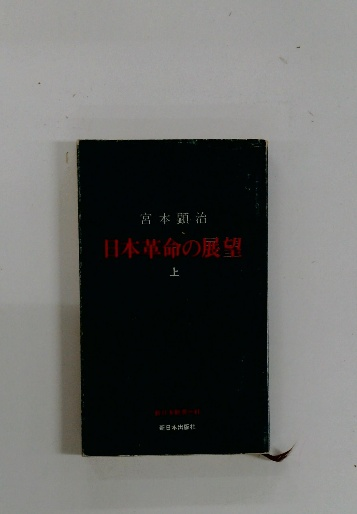 宮本顕治
日本革命の展望
上
新日本出版社